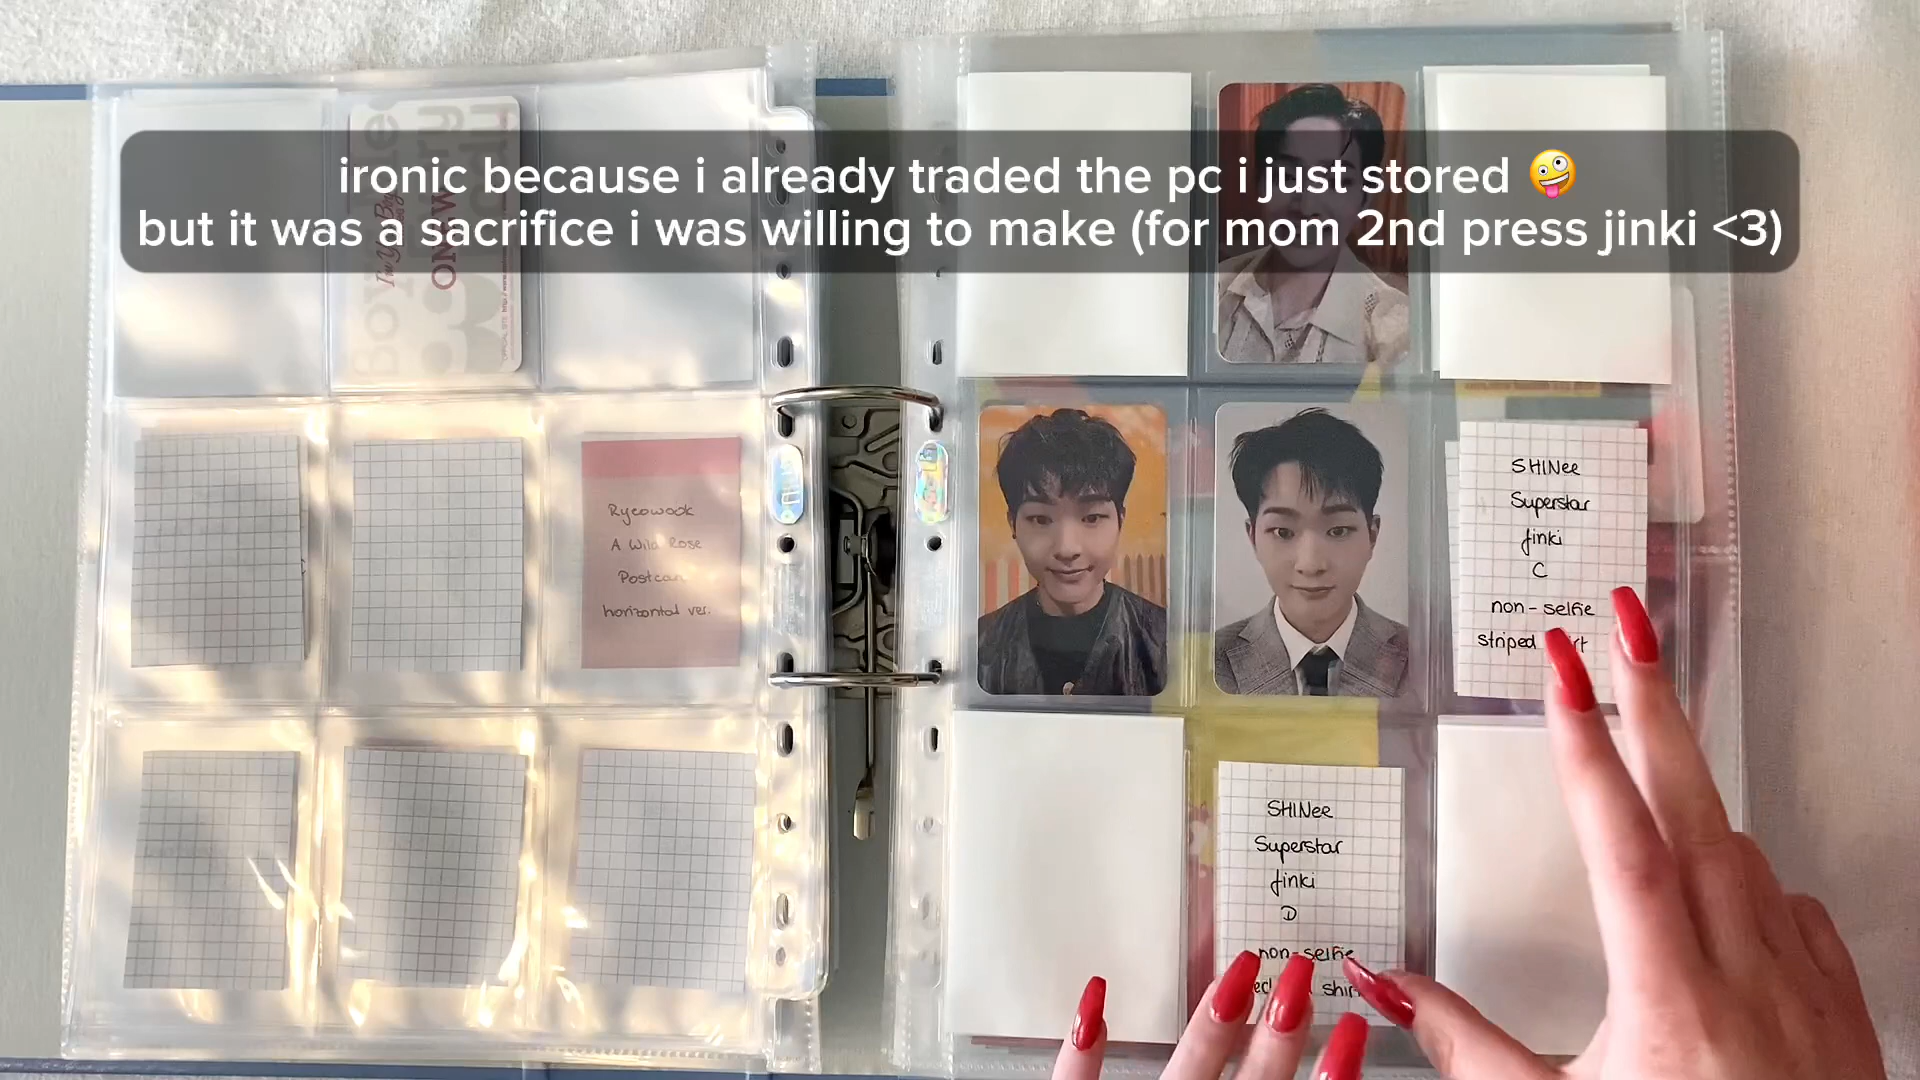 ironic because i already traded the pc i just stored 🤪
but it was a sacrifice i was willing to make (for mom 2nd press jinki <3)
ONEW
Ryeowook
A Wild Rose
Postcard
horizontal ver.
SHINee
Superstar
Jinki
C
non-selfie
striped
SHINee
Superstar
Jinki
D
non-selfie